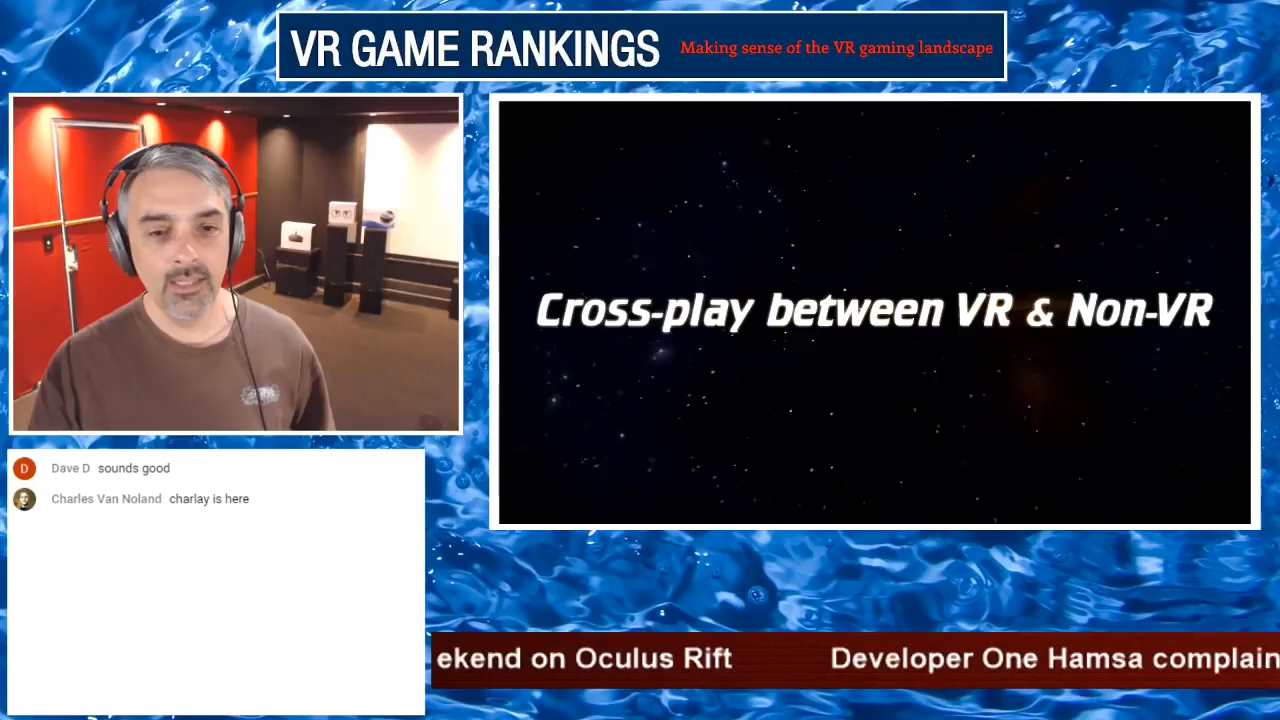 VR GAME RANKINGS
Making sense of the VR gaming landscape
Cross-play between VR & Non-VR
D
Dave D sounds good
Charles Van Noland charlay is here
ekend on Oculus Rift Developer One Hamsa complain